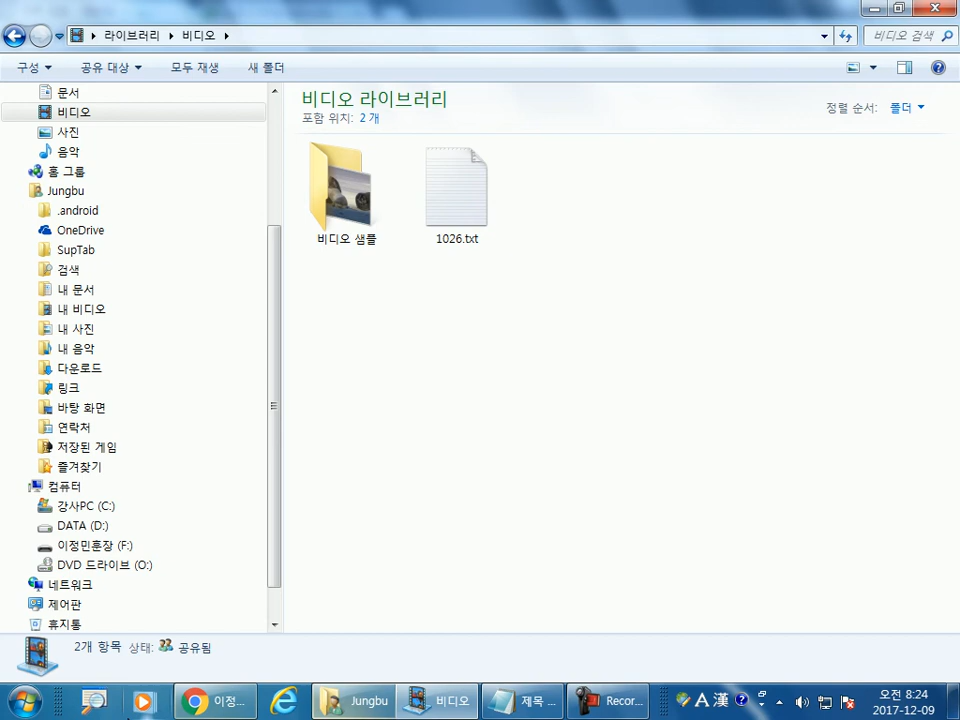 라이브러리 비디오
비디오 검색
구성 공유 대상 모두 재생 새 폴더
문서
비디오
사진
음악
홈 그룹
Jungbu
.android
OneDrive
SupTab
검색
내 문서
내 비디오
내 사진
내 음악
다운로드
링크
바탕 화면
연락처
저장된 게임
즐겨찾기
컴퓨터
강사PC (C:)
DATA (D:)
이정민훈장 (F:)
DVD 드라이브 (O:)
네트워크
제어판
휴지통
비디오 라이브러리
포함 위치: 2 개
정렬 순서: 폴더
비디오 샘플
1026.txt
2개 항목 상태: 공유됨
이정...
Jungbu
비디오
제목 ...
Recor...
A 漢
오전 8:24
2017-12-09